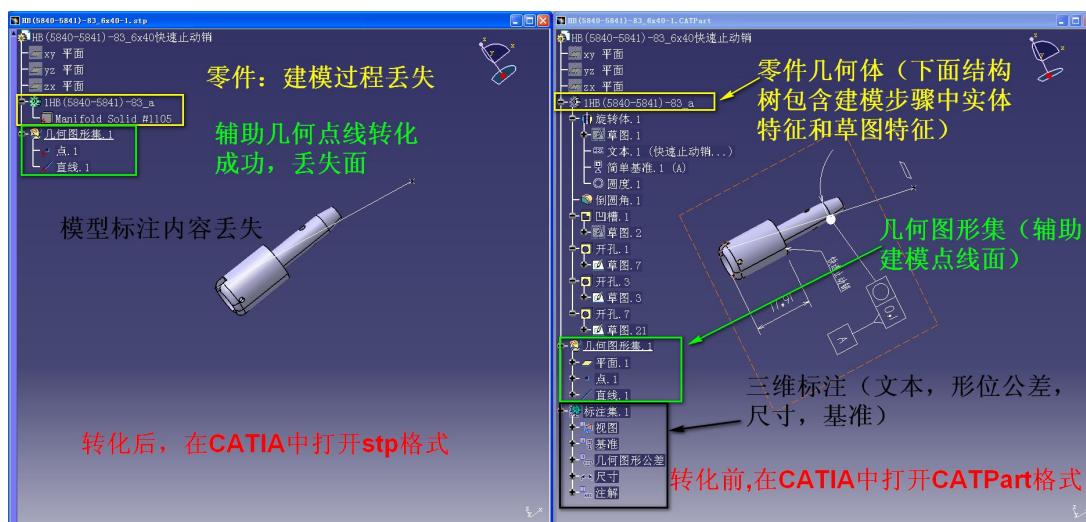 HB(5840-5841)-83_6x40-1.stp
HB(5840-5841)-83_6x40快速止动销
xy 平面
yz 平面
zx 平面
1HB(5840-5841)-83_a
Manifold Solid #1105
几何图形集.1
点.1
直线.1
零件：建模过程丢失
辅助几何点线转化
成功，丢失面
模型标注内容丢失
转化后，在CATIA中打开stp格式
HB(5840-5841)-83_6x40-1.CATPart
HB(5840-5841)-83_6x40快速止动销
xy 平面
yz 平面
zx 平面
1HB(5840-5841)-83_a
旋转体.1
草图.1
文本.1 (快速止动销...)
简单基准.1 (A)
圆度.1
倒圆角.1
凹槽.1
草图.2
开孔.1
草图.7
开孔.3
草图.3
开孔.7
草图.21
几何图形集.1
平面.1
点.1
直线.1
标注集.1
视图
基准
几何图形公差
尺寸
注解
零件几何体（下面结构
树包含建模步骤中实体
特征和草图特征）
几何图形集（辅助
建模点线面）
快速止动销
A
三维标注（文本，形位公差，
尺寸，基准）
转化前,在CATIA中打开CATPart格式